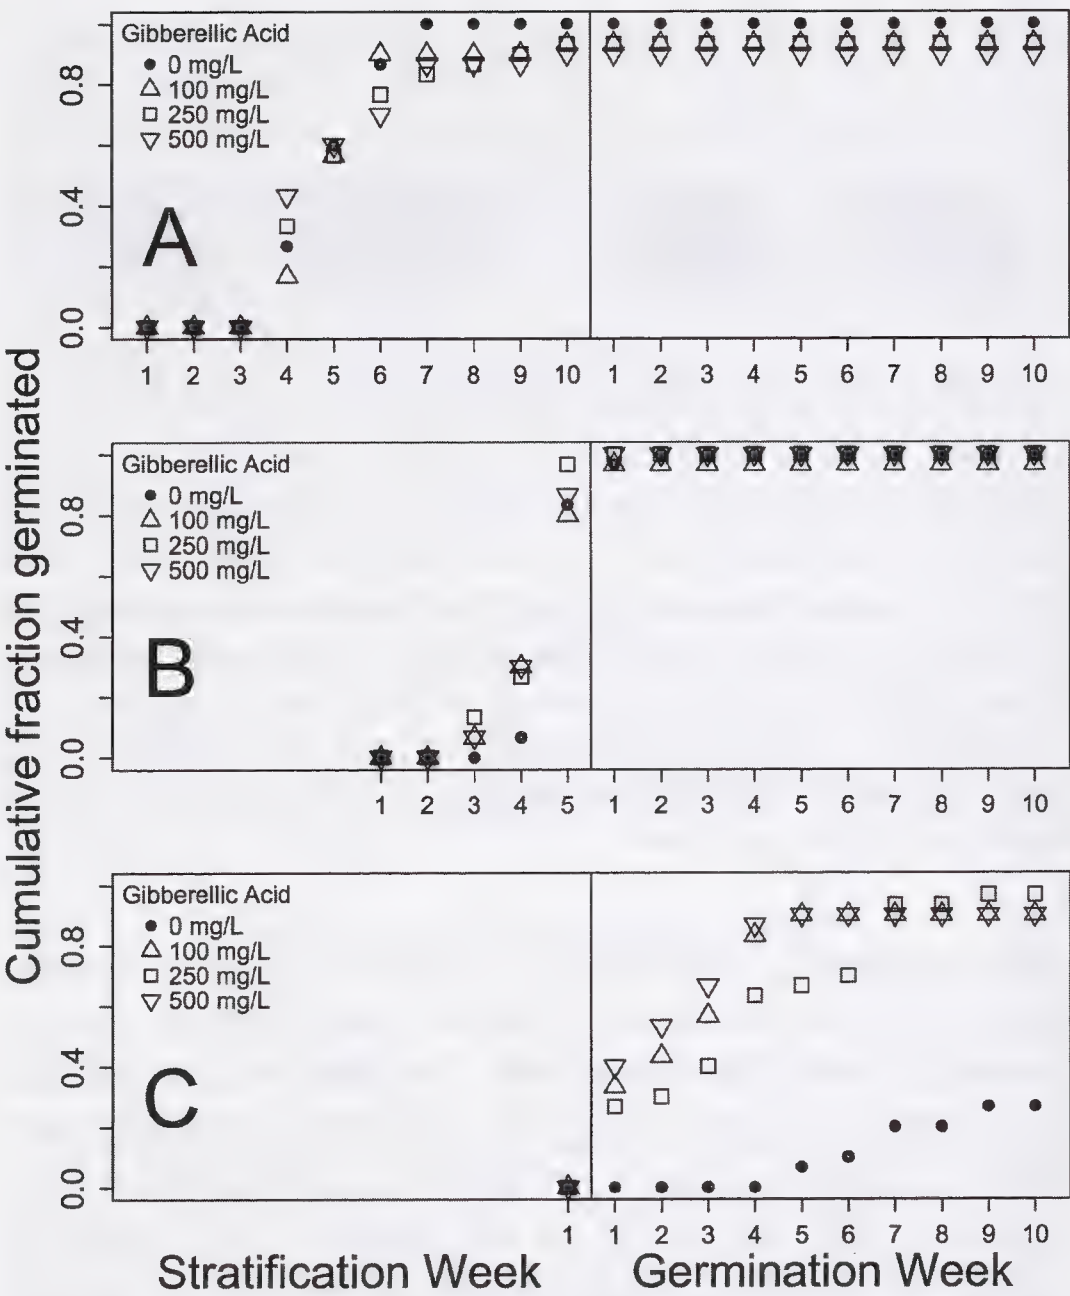 Cumulative fraction germinated
Gibberellic Acid
0 mg/L
100 mg/L
250 mg/L
500 mg/L
A
0.8
0.4
0.0
1 2 3 4 5 6 7 8 9 10 1 2 3 4 5 6 7 8 9 10
Gibberellic Acid
0 mg/L
100 mg/L
250 mg/L
500 mg/L
B
0.8
0.4
0.0
1 2 3 4 5 1 2 3 4 5 6 7 8 9 10
Gibberellic Acid
0 mg/L
100 mg/L
250 mg/L
500 mg/L
C
0.8
0.4
0.0
1 1 2 3 4 5 6 7 8 9 10
Stratification Week Germination Week